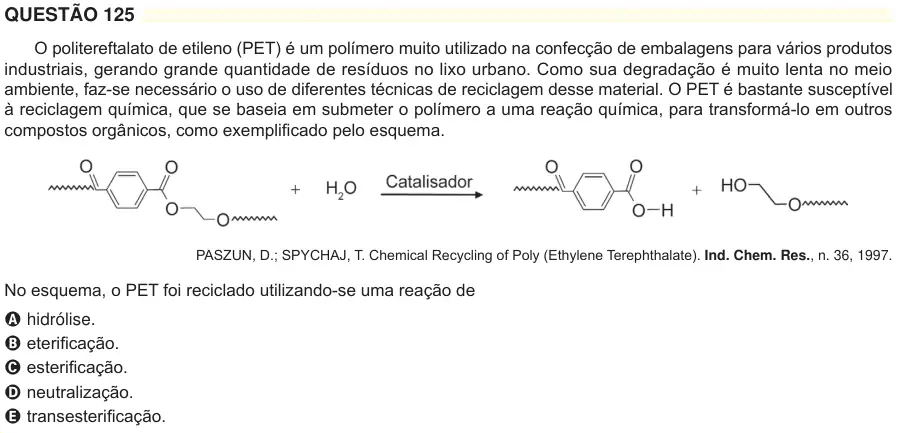 QUESTÃO 125
O politereftalato de etileno (PET) é um polímero muito utilizado na confecção de embalagens para vários produtos
industriais, gerando grande quantidade de resíduos no lixo urbano. Como sua degradação é muito lenta no meio
ambiente, faz-se necessário o uso de diferentes técnicas de reciclagem desse material. O PET é bastante susceptível
à reciclagem química, que se baseia em submeter o polímero a uma reação química, para transformá-lo em outros
compostos orgânicos, como exemplificado pelo esquema.
O O O O + H₂O Catalisador O O O–H + HO O
PASZUN, D.; SPYCHAJ, T. Chemical Recycling of Poly (Ethylene Terephthalate). Ind. Chem. Res., n. 36, 1997.
No esquema, o PET foi reciclado utilizando-se uma reação de
A hidrólise.
B eterificação.
C esterificação.
D neutralização.
E transesterificação.